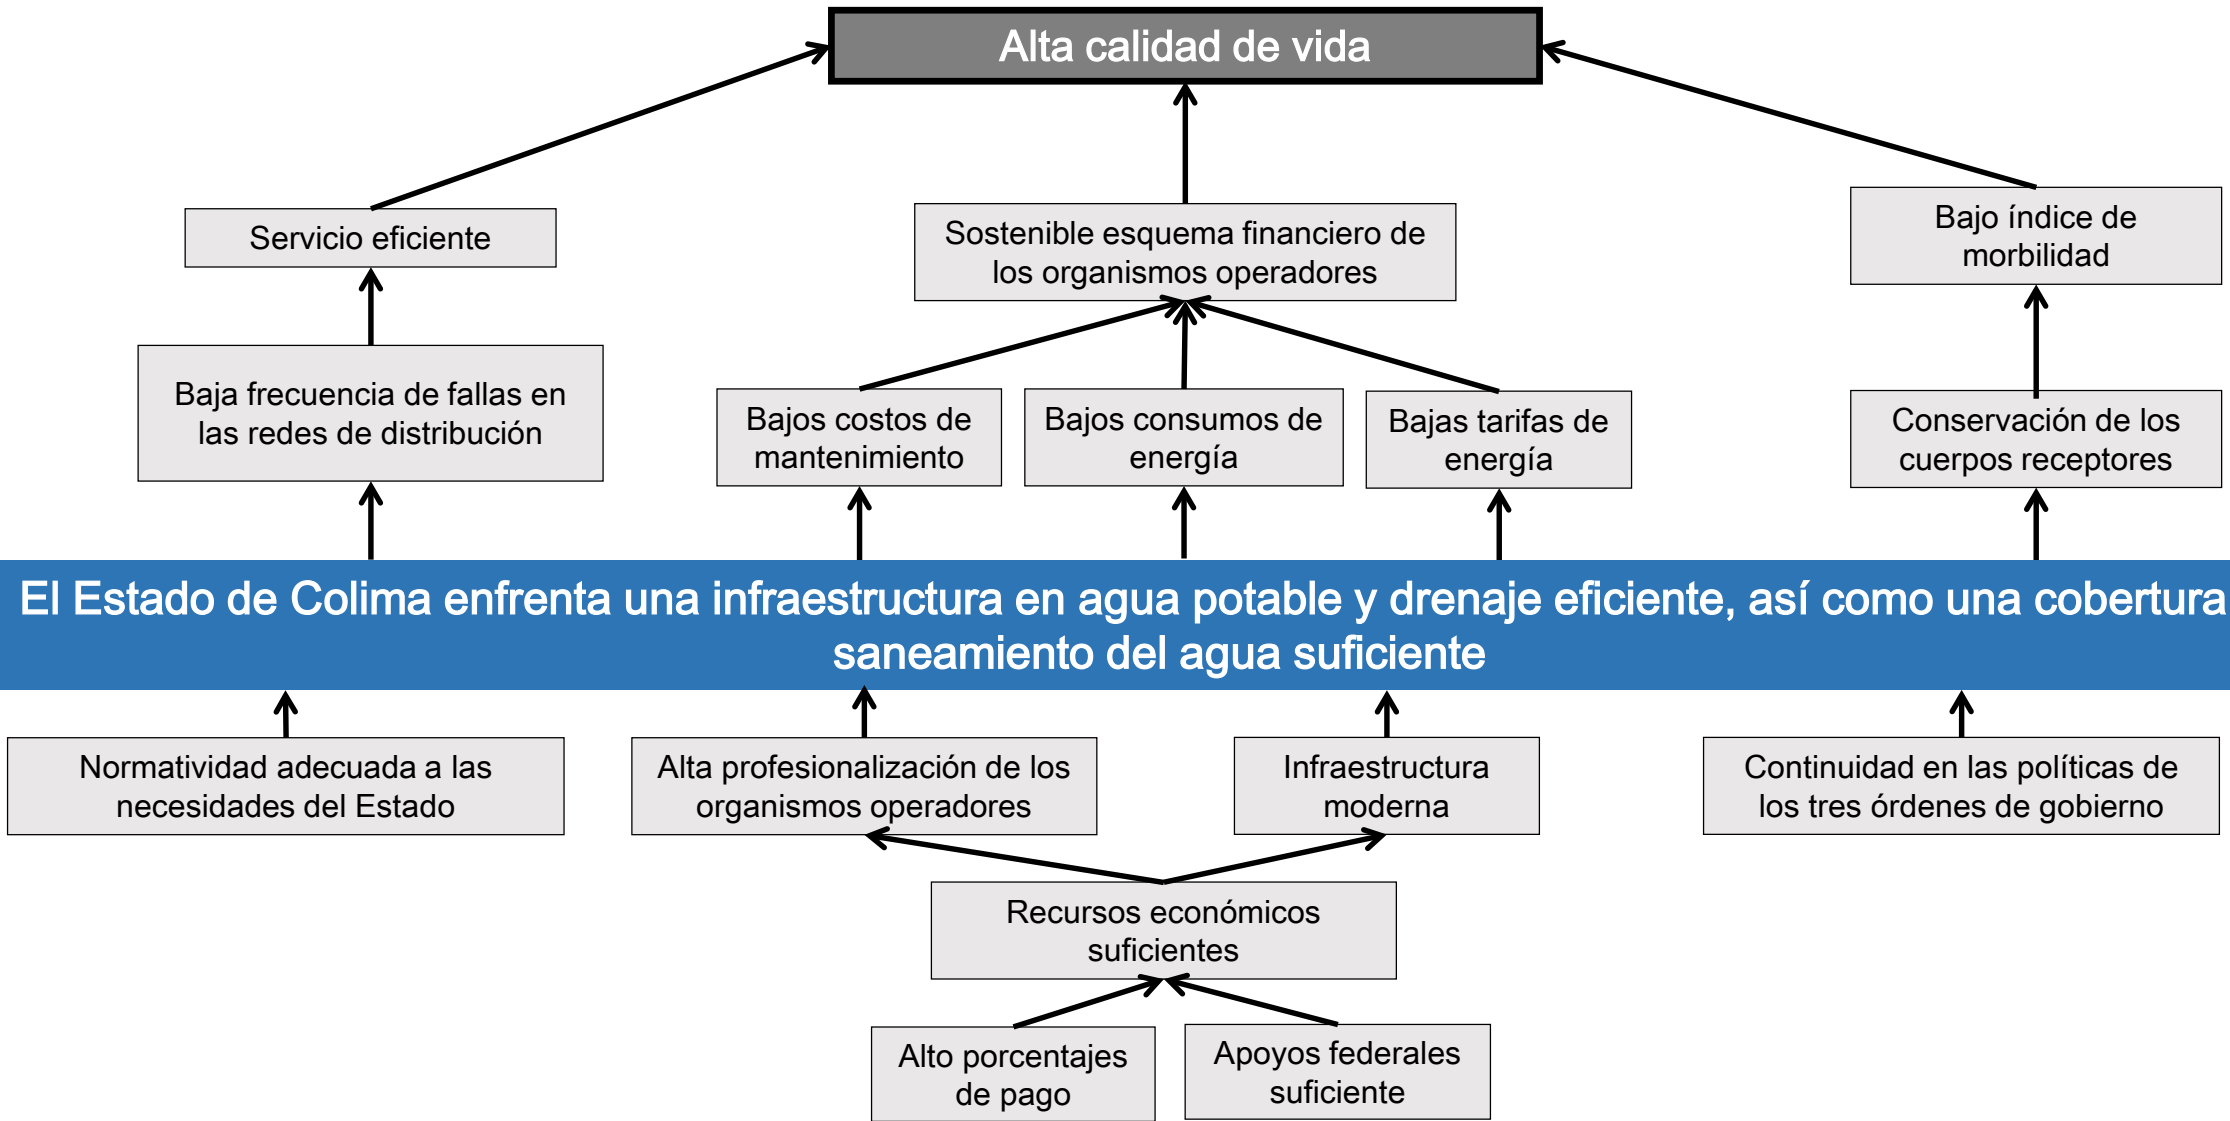 Alta calidad de vida
Servicio eficiente
Sostenible esquema financiero de
los organismos operadores
Bajo índice de
morbilidad
Baja frecuencia de fallas en
las redes de distribución
Bajos costos de
mantenimiento
Bajos consumos de
energía
Bajas tarifas de
energía
Conservación de los
cuerpos receptores
El Estado de Colima enfrenta una infraestructura en agua potable y drenaje eficiente, así como una cobertura
saneamiento del agua suficiente
Normatividad adecuada a las
necesidades del Estado
Alta profesionalización de los
organismos operadores
Infraestructura
moderna
Continuidad en las políticas de
los tres órdenes de gobierno
Recursos económicos
suficientes
Alto porcentajes
de pago
Apoyos federales
suficiente